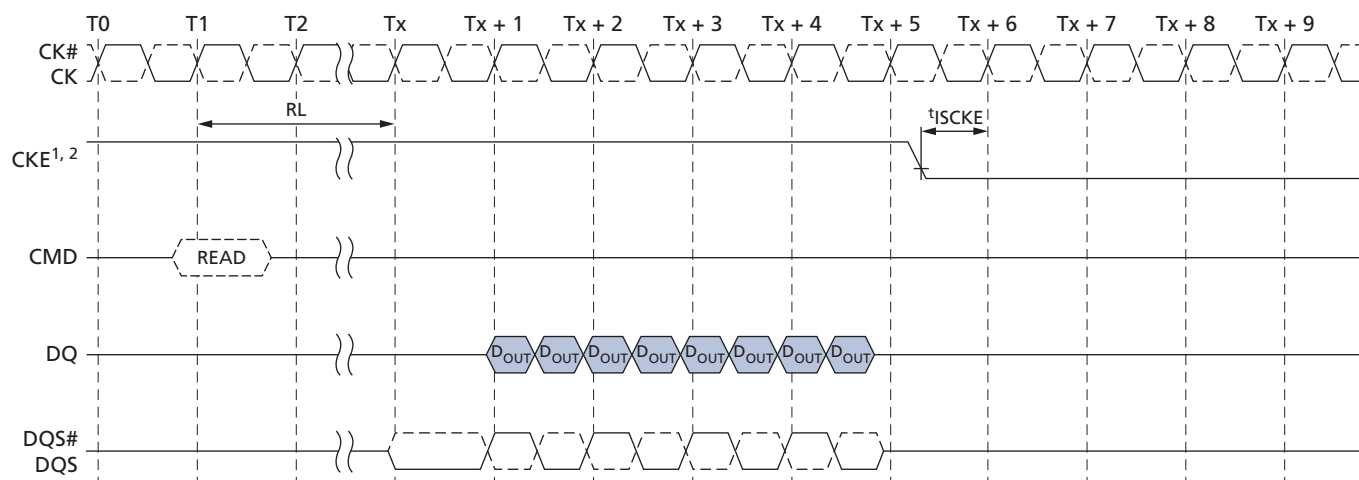 T0 T1 T2 Tx Tx + 1 Tx + 2 Tx + 3 Tx + 4 Tx + 5 Tx + 6 Tx + 7 Tx + 8 Tx + 9
CK#
CK
RL
tISCKE
CKE1, 2
CMD READ
DQ DOUT DOUT DOUT DOUT DOUT DOUT DOUT DOUT
DQS#
DQS